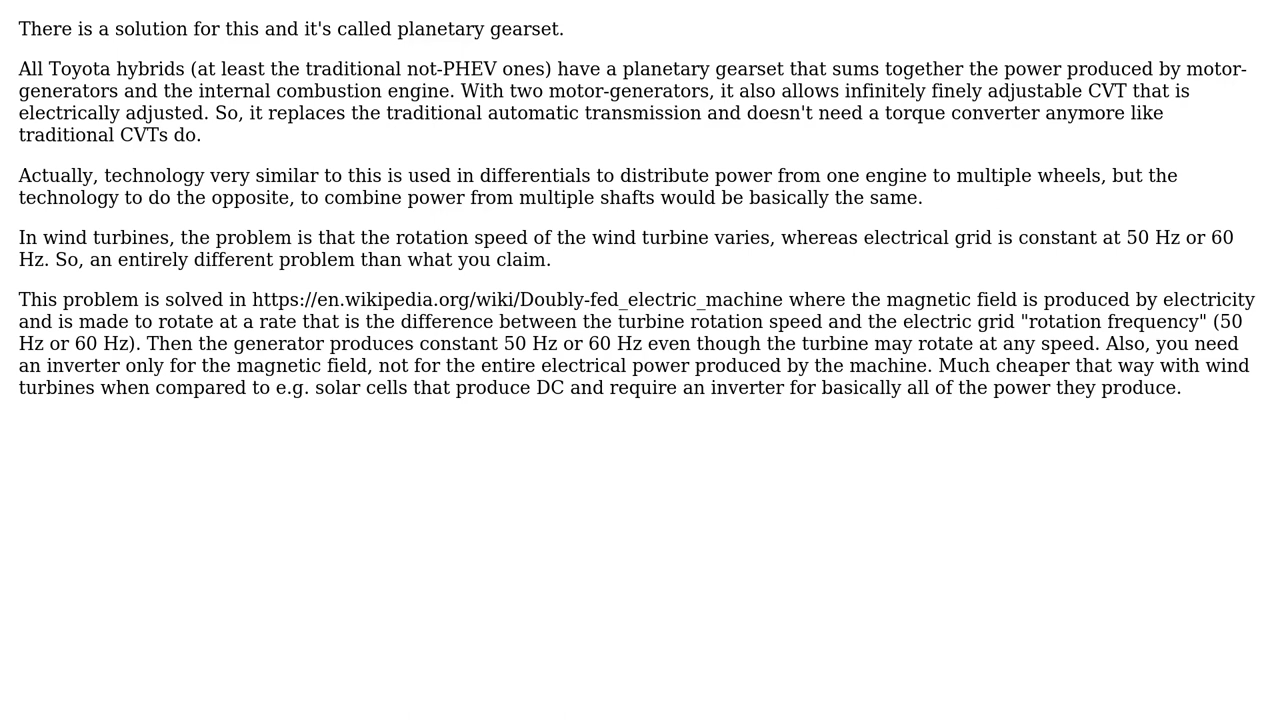 There is a solution for this and it's called planetary gearset.
All Toyota hybrids (at least the traditional not-PHEV ones) have a planetary gearset that sums together the power produced by motor-
generators and the internal combustion engine. With two motor-generators, it also allows infinitely finely adjustable CVT that is
electrically adjusted. So, it replaces the traditional automatic transmission and doesn't need a torque converter anymore like
traditional CVTs do.
Actually, technology very similar to this is used in differentials to distribute power from one engine to multiple wheels, but the
technology to do the opposite, to combine power from multiple shafts would be basically the same.
In wind turbines, the problem is that the rotation speed of the wind turbine varies, whereas electrical grid is constant at 50 Hz or 60
Hz. So, an entirely different problem than what you claim.
This problem is solved in https://en.wikipedia.org/wiki/Doubly-fed_electric_machine where the magnetic field is produced by electricity
and is made to rotate at a rate that is the difference between the turbine rotation speed and the electric grid "rotation frequency" (50
Hz or 60 Hz). Then the generator produces constant 50 Hz or 60 Hz even though the turbine may rotate at any speed. Also, you need
an inverter only for the magnetic field, not for the entire electrical power produced by the machine. Much cheaper that way with wind
turbines when compared to e.g. solar cells that produce DC and require an inverter for basically all of the power they produce.